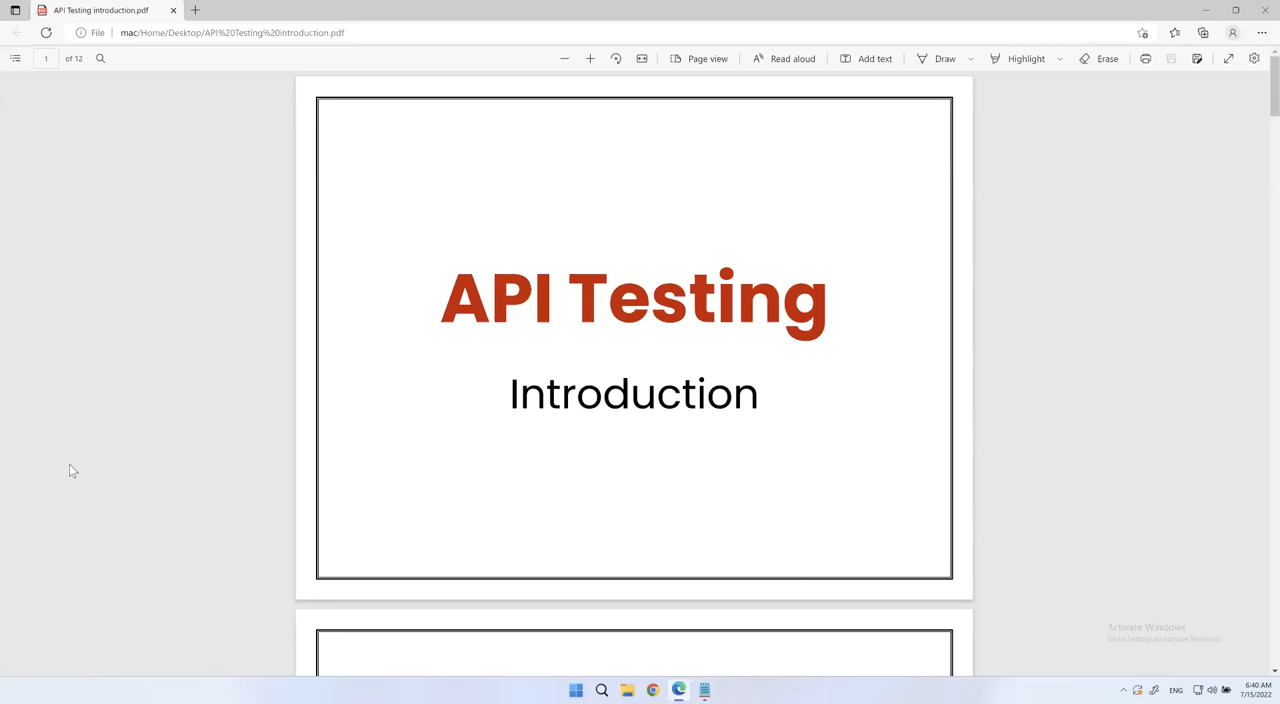 API Testing introduction.pdf
File mac/Home/Desktop/API%20Testing%20introduction.pdf
1 of 12 Page view Read aloud Add text Draw Highlight Erase
API Testing
Introduction
Activate Windows
Go to Settings to activate Windows.
ENG
6:40 AM
7/15/2022